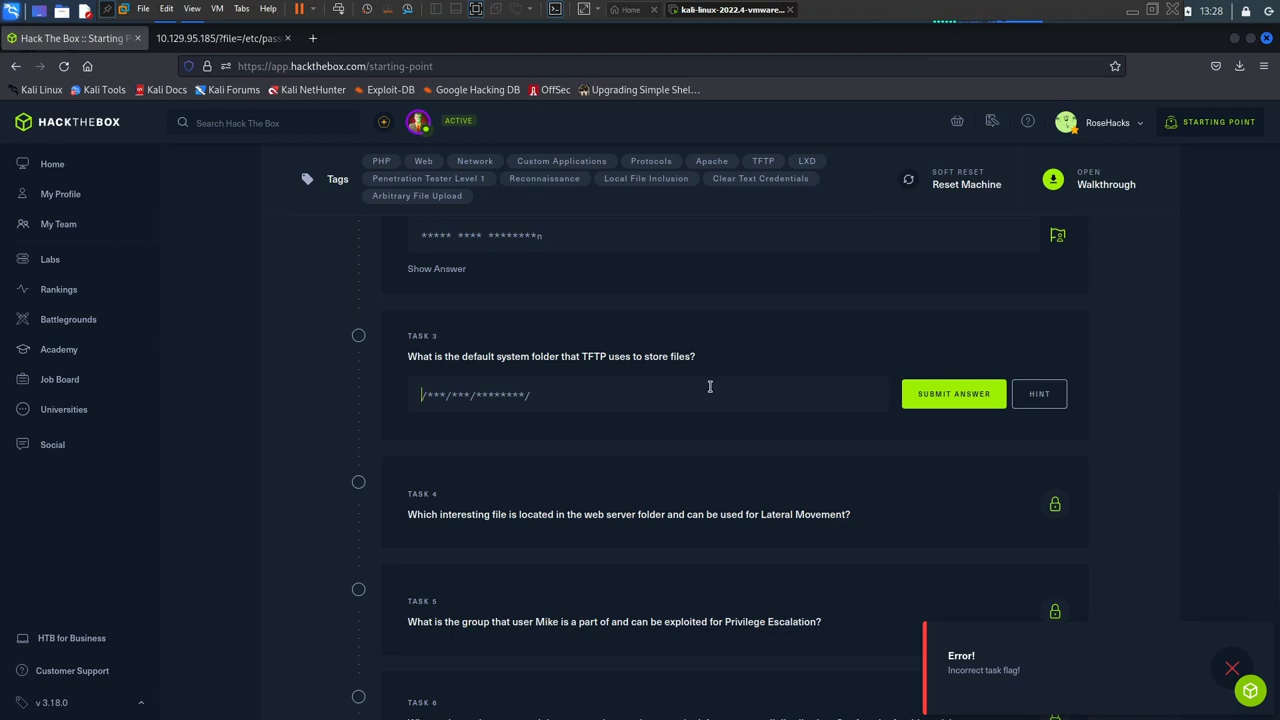 File Edit View VM Tabs Help
Home
kali-linux-2022.4-vmware...
13:28
Hack The Box :: Starting P
10.129.95.185/?file=/etc/pass
https://app.hackthebox.com/starting-point
Kali Linux Kali Tools Kali Docs Kali Forums Kali NetHunter Exploit-DB Google Hacking DB OffSec Upgrading Simple Shel...
HACKTHEBOX
Search Hack The Box
ACTIVE
RoseHacks
STARTING POINT
Home
My Profile
My Team
Labs
Rankings
Battlegrounds
Academy
Job Board
Universities
Social
HTB for Business
Customer Support
v 3.18.0
Tags
PHP Web Network Custom Applications Protocols Apache TFTP LXD
Penetration Tester Level 1 Reconnaissance Local File Inclusion Clear Text Credentials
Arbitrary File Upload
SOFT RESET
Reset Machine
OPEN
Walkthrough
***** **** ********n
Show Answer
TASK 3
What is the default system folder that TFTP uses to store files?
/***/***/********/
SUBMIT ANSWER
HINT
TASK 4
Which interesting file is located in the web server folder and can be used for Lateral Movement?
TASK 5
What is the group that user Mike is a part of and can be exploited for Privilege Escalation?
TASK 6
Error!
Incorrect task flag!